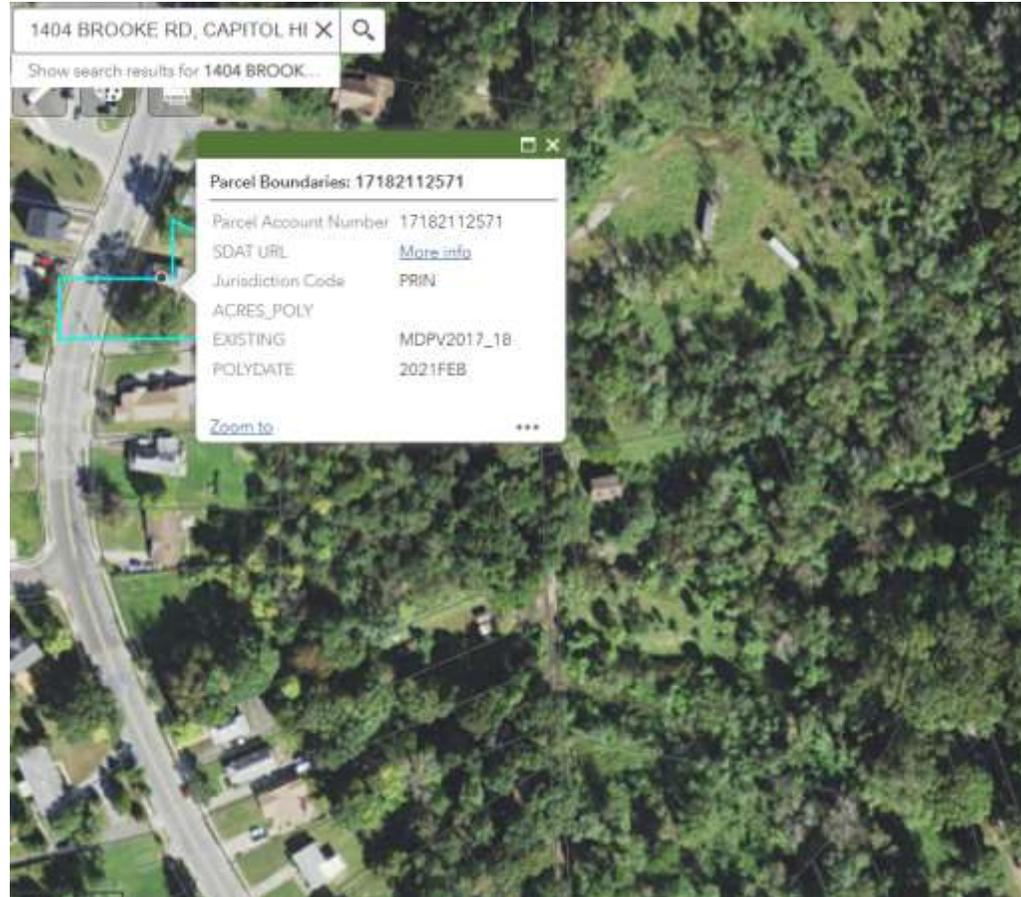 1404 BROOKE RD, CAPITOL HI
Show search results for 1404 BROOK...
Parcel Boundaries: 17182112571
Parcel Account Number 17182112571
SDAT URL More info
Jurisdiction Code PRIN
ACRES_POLY
EXISTING MDPV2017_18
POLYDATE 2021FEB
Zoom to